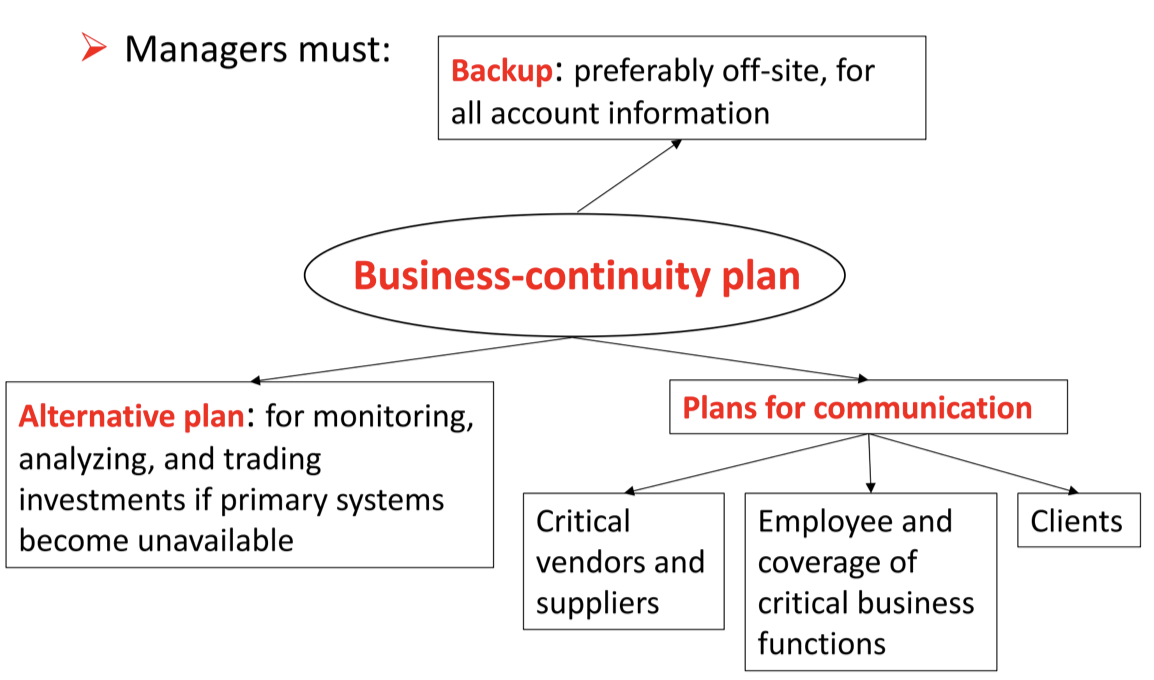 ➢ Managers must:
Backup: preferably off-site, for
all account information
Business-continuity plan
Alternative plan: for monitoring,
analyzing, and trading
investments if primary systems
become unavailable
Plans for communication
Critical
vendors and
suppliers
Employee and
coverage of
critical business
functions
Clients